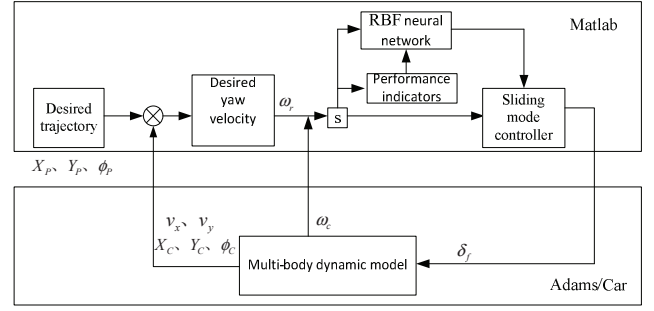 RBF neural
network
Matlab
Desired
trajectory
Desired
yaw
velocity
ω_r
Performance
indicators
s
Sliding
mode
controller
X_P、Y_P、ϕ_P
v_x、v_y
X_C、Y_C、ϕ_C
ω_c
Multi-body dynamic model
δ_f
Adams/Car